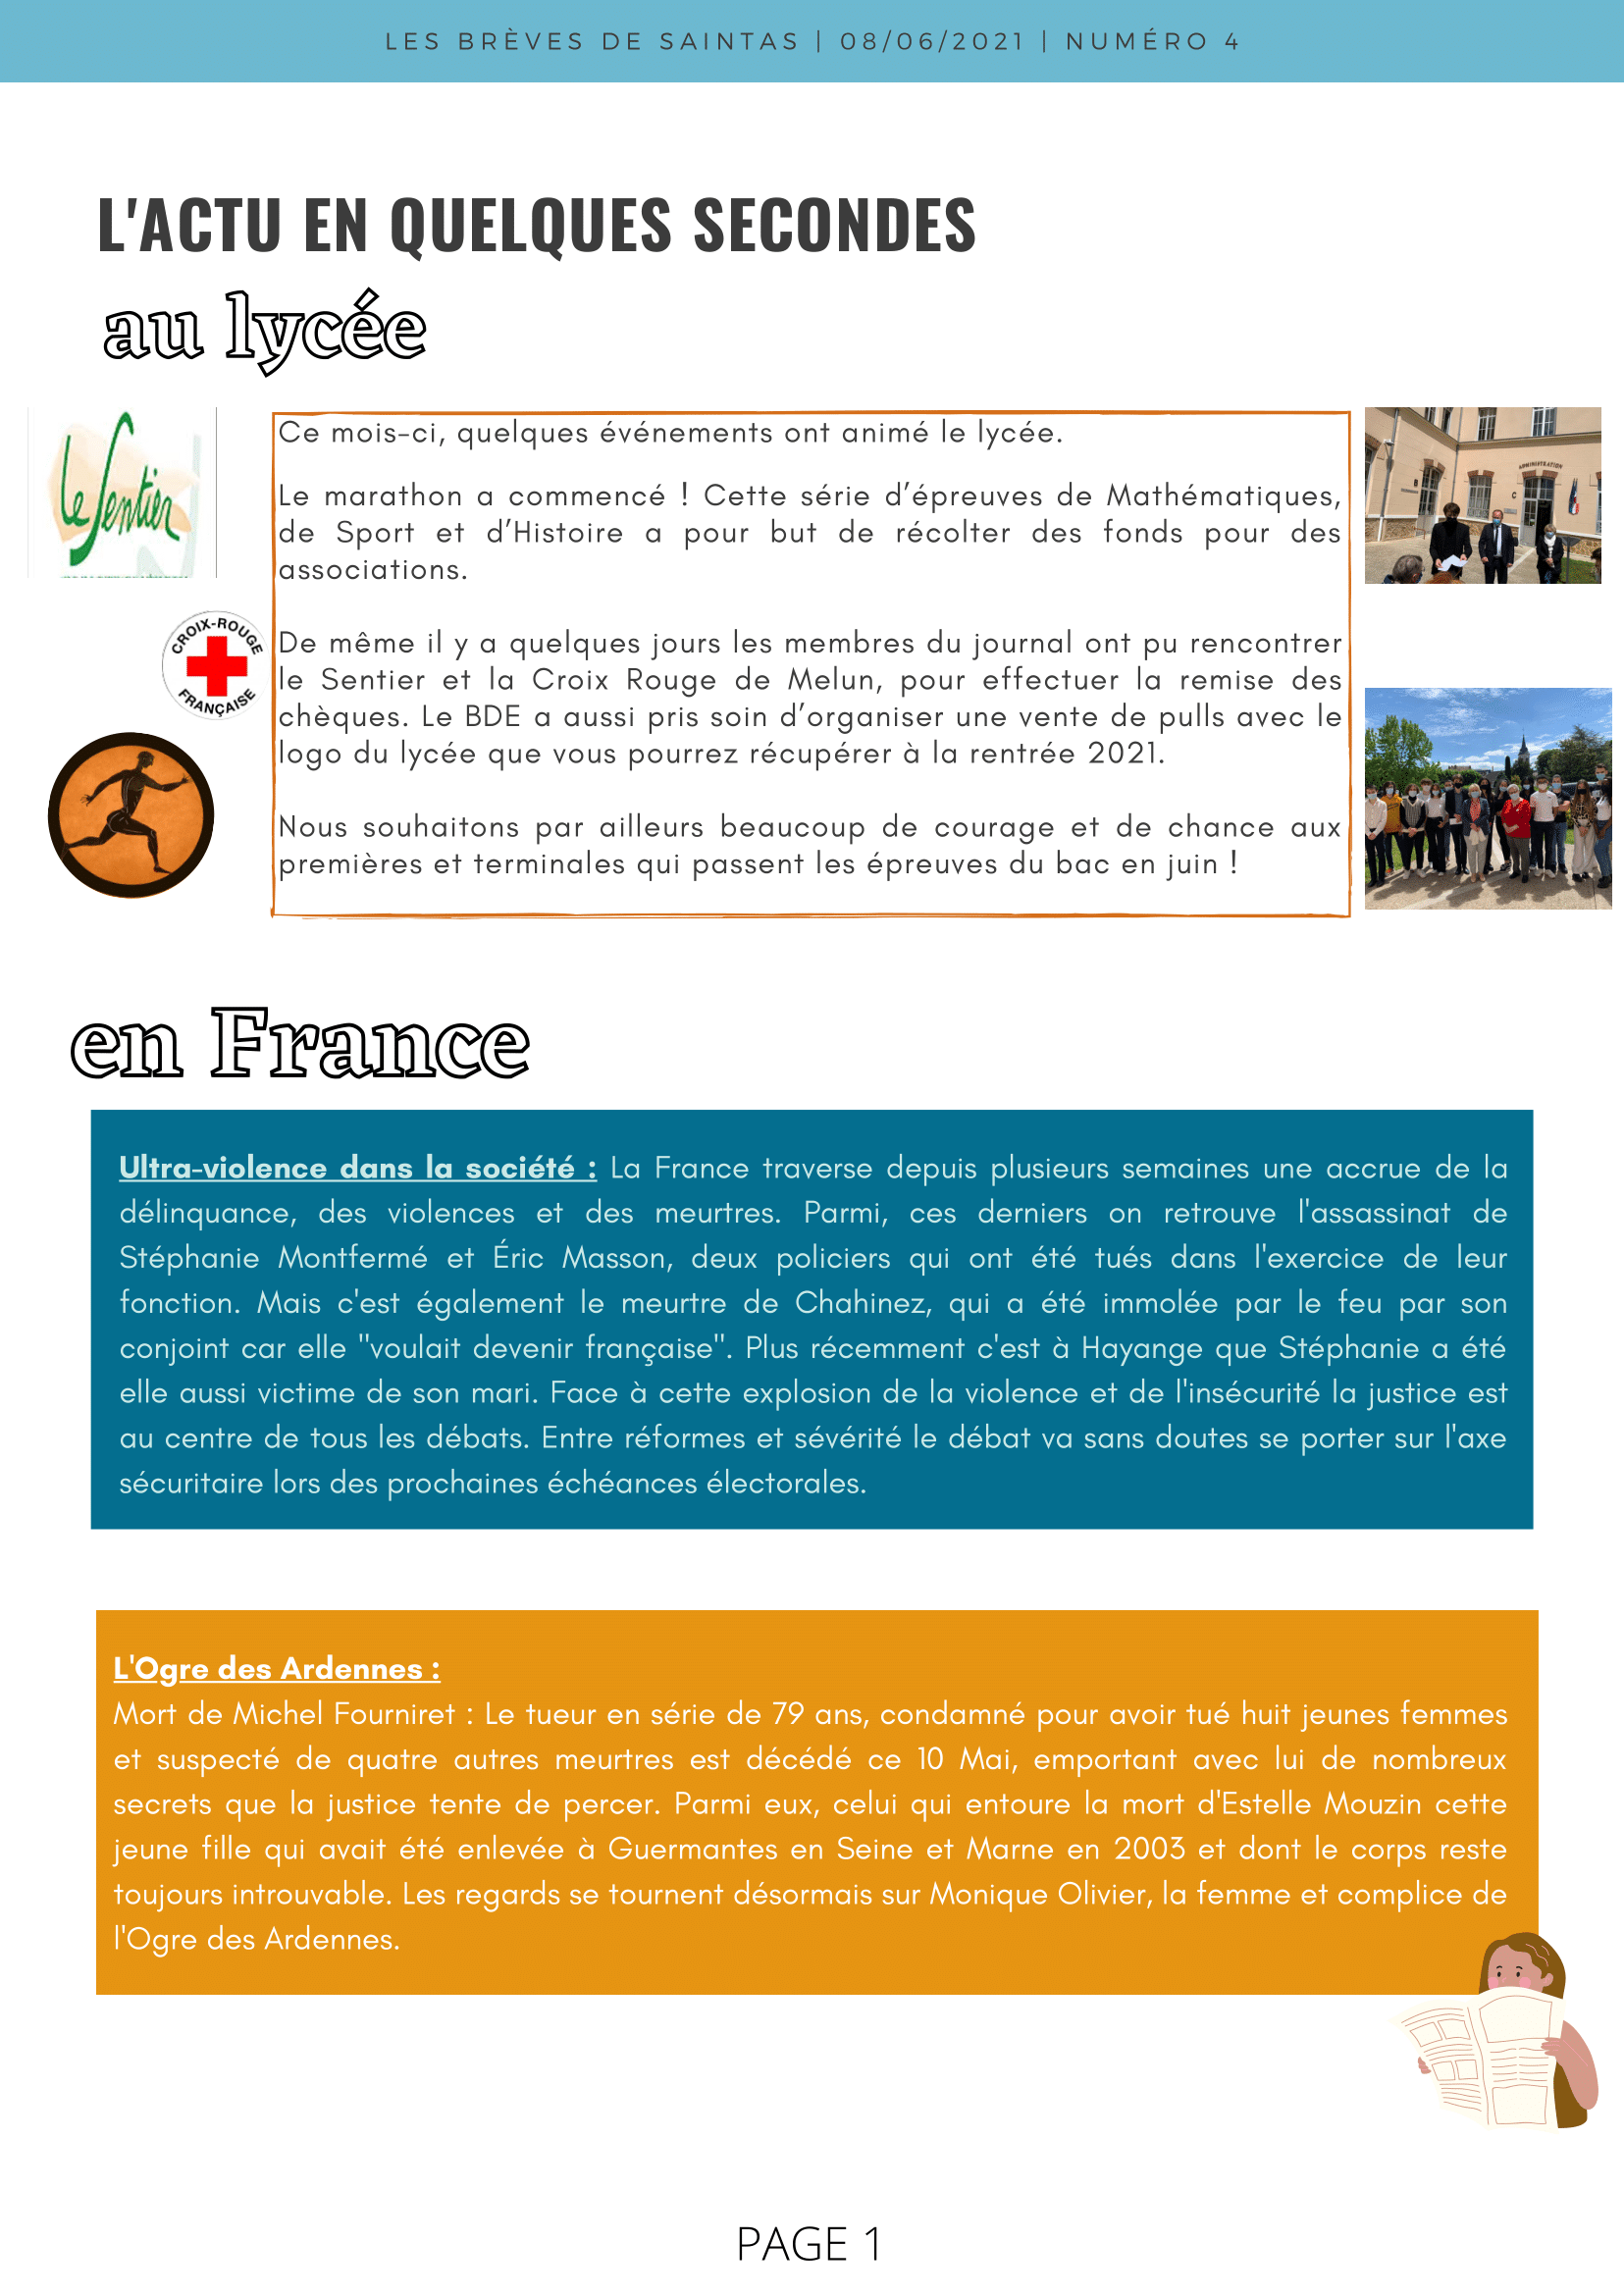 LES BRÈVES DE SAINTAS | 08/06/2021 | NUMÉRO 4
L'ACTU EN QUELQUES SECONDES
au lycée
le Sentier
CROIX-ROUGE
FRANÇAISE
Ce mois-ci, quelques événements ont animé le lycée.
Le marathon a commencé ! Cette série d’épreuves de Mathématiques,
de Sport et d’Histoire a pour but de récolter des fonds pour des
associations.
De même il y a quelques jours les membres du journal ont pu rencontrer
le Sentier et la Croix Rouge de Melun, pour effectuer la remise des
chèques. Le BDE a aussi pris soin d’organiser une vente de pulls avec le
logo du lycée que vous pourrez récupérer à la rentrée 2021.
Nous souhaitons par ailleurs beaucoup de courage et de chance aux
premières et terminales qui passent les épreuves du bac en juin !
ADMINISTRATION
C
en France
Ultra-violence dans la société : La France traverse depuis plusieurs semaines une accrue de la
délinquance, des violences et des meurtres. Parmi, ces derniers on retrouve l'assassinat de
Stéphanie Montfermé et Éric Masson, deux policiers qui ont été tués dans l'exercice de leur
fonction. Mais c'est également le meurtre de Chahinez, qui a été immolée par le feu par son
conjoint car elle "voulait devenir française". Plus récemment c'est à Hayange que Stéphanie a été
elle aussi victime de son mari. Face à cette explosion de la violence et de l'insécurité la justice est
au centre de tous les débats. Entre réformes et sévérité le débat va sans doutes se porter sur l'axe
sécuritaire lors des prochaines échéances électorales.
L'Ogre des Ardennes :
Mort de Michel Fourniret : Le tueur en série de 79 ans, condamné pour avoir tué huit jeunes femmes
et suspecté de quatre autres meurtres est décédé ce 10 Mai, emportant avec lui de nombreux
secrets que la justice tente de percer. Parmi eux, celui qui entoure la mort d'Estelle Mouzin cette
jeune fille qui avait été enlevée à Guermantes en Seine et Marne en 2003 et dont le corps reste
toujours introuvable. Les regards se tournent désormais sur Monique Olivier, la femme et complice de
l'Ogre des Ardennes.
PAGE 1